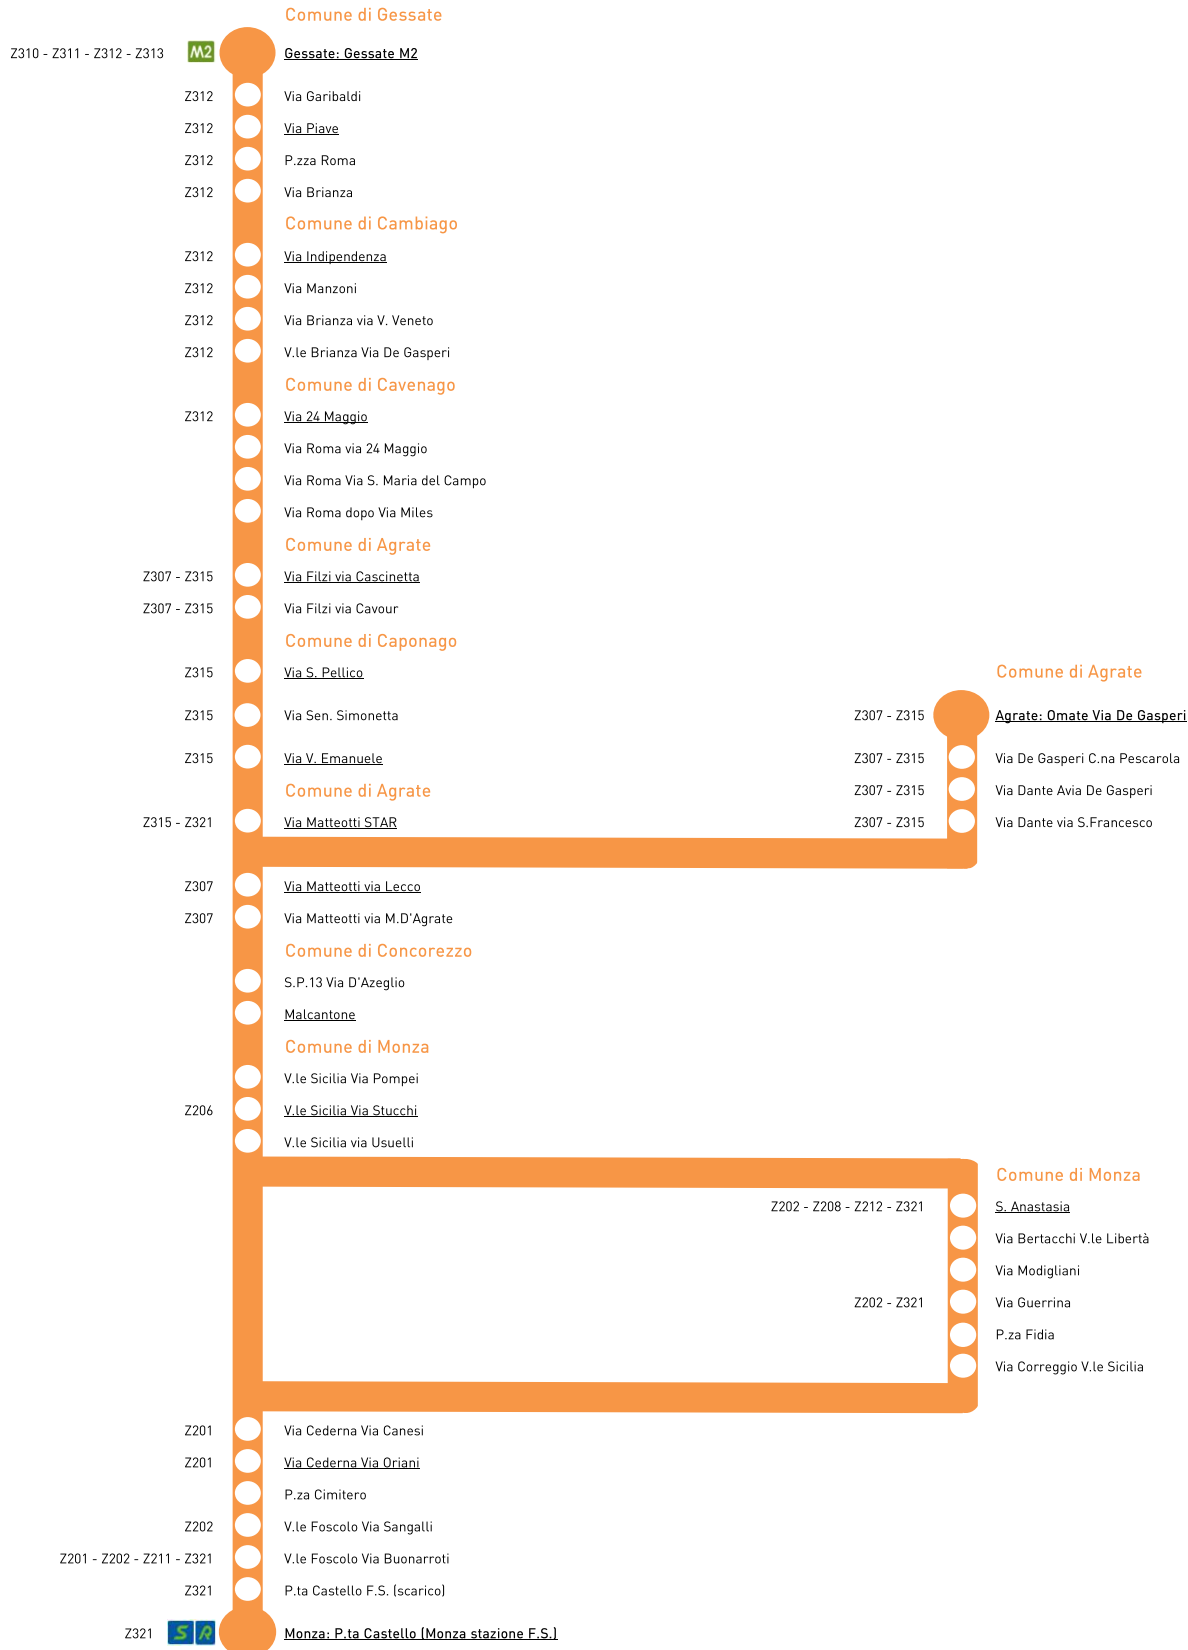 Comune di Gessate
Z310 - Z311 - Z312 - Z313 M2 Gessate: Gessate M2
Z312 Via Garibaldi
Z312 Via Piave
Z312 P.zza Roma
Z312 Via Brianza
Comune di Cambiago
Z312 Via Indipendenza
Z312 Via Manzoni
Z312 Via Brianza via V. Veneto
Z312 V.le Brianza Via De Gasperi
Comune di Cavenago
Z312 Via 24 Maggio
Via Roma via 24 Maggio
Via Roma Via S. Maria del Campo
Via Roma dopo Via Miles
Comune di Agrate
Z307 - Z315 Via Filzi via Cascinetta
Z307 - Z315 Via Filzi via Cavour
Comune di Caponago
Z315 Via S. Pellico
Z315 Via Sen. Simonetta
Z315 Via V. Emanuele
Comune di Agrate
Z315 - Z321 Via Matteotti STAR
Comune di Agrate
Z307 - Z315 Agrate: Omate Via De Gasperi
Z307 - Z315 Via De Gasperi C.na Pescarola
Z307 - Z315 Via Dante Avia De Gasperi
Z307 - Z315 Via Dante via S.Francesco
Z307 Via Matteotti via Lecco
Z307 Via Matteotti via M.D'Agrate
Comune di Concorezzo
S.P.13 Via D'Azeglio
Malcantone
Comune di Monza
V.le Sicilia Via Pompei
Z206 V.le Sicilia Via Stucchi
V.le Sicilia via Usuelli
Comune di Monza
Z202 - Z208 - Z212 - Z321 S. Anastasia
Via Bertacchi V.le Libertà
Via Modigliani
Z202 - Z321 Via Guerrina
P.za Fidia
Via Correggio V.le Sicilia
Z201 Via Cederna Via Canesi
Z201 Via Cederna Via Oriani
P.za Cimitero
Z202 V.le Foscolo Via Sangalli
Z201 - Z202 - Z211 - Z321 V.le Foscolo Via Buonarroti
Z321 P.ta Castello F.S. (scarico)
Z321 S R Monza: P.ta Castello (Monza stazione F.S.)